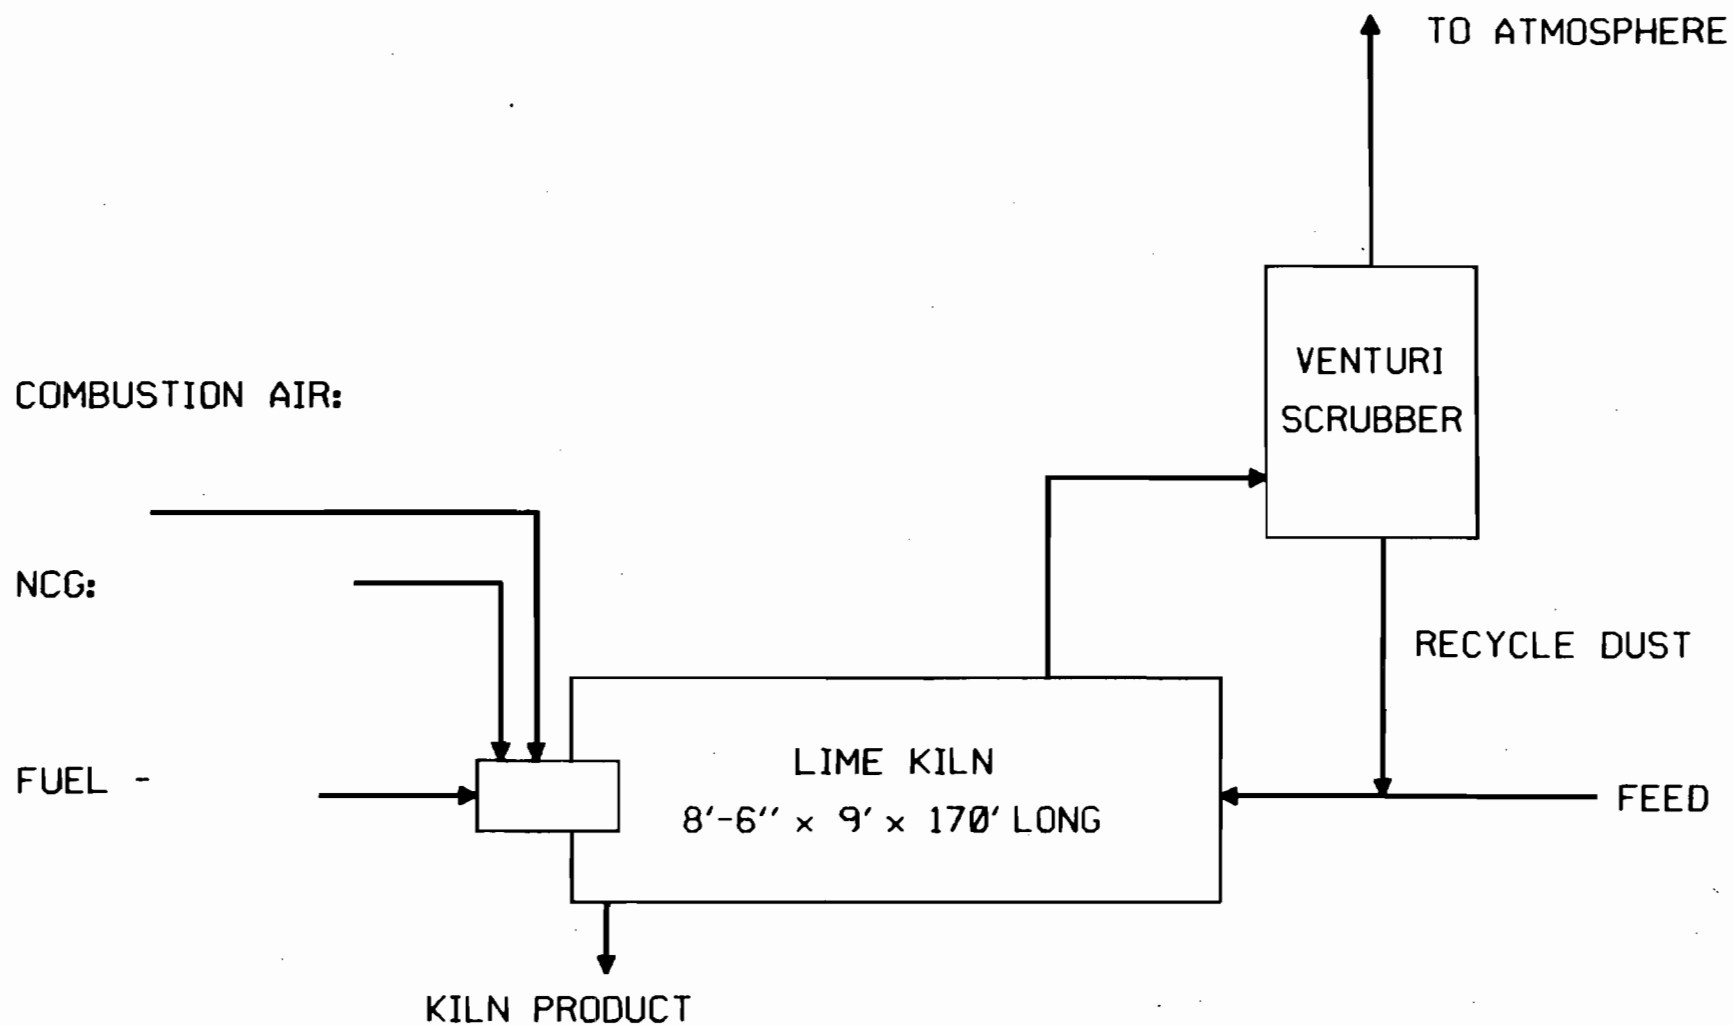 TO ATMOSPHERE
VENTURI
SCRUBBER
COMBUSTION AIR:
NCG:
RECYCLE DUST
LIME KILN
8'-6'' x 9' x 170' LONG
FUEL -
FEED
KILN PRODUCT